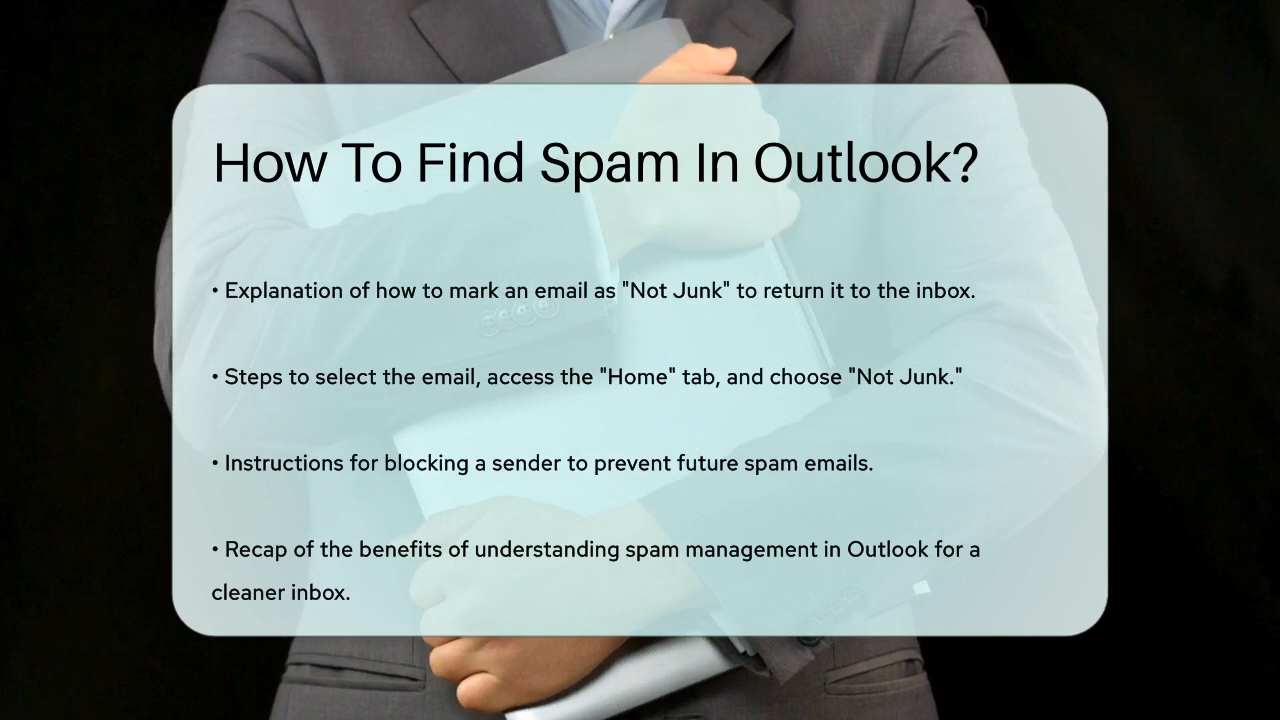 How To Find Spam In Outlook?
• Explanation of how to mark an email as "Not Junk" to return it to the inbox.
• Steps to select the email, access the "Home" tab, and choose "Not Junk."
• Instructions for blocking a sender to prevent future spam emails.
• Recap of the benefits of understanding spam management in Outlook for a
cleaner inbox.